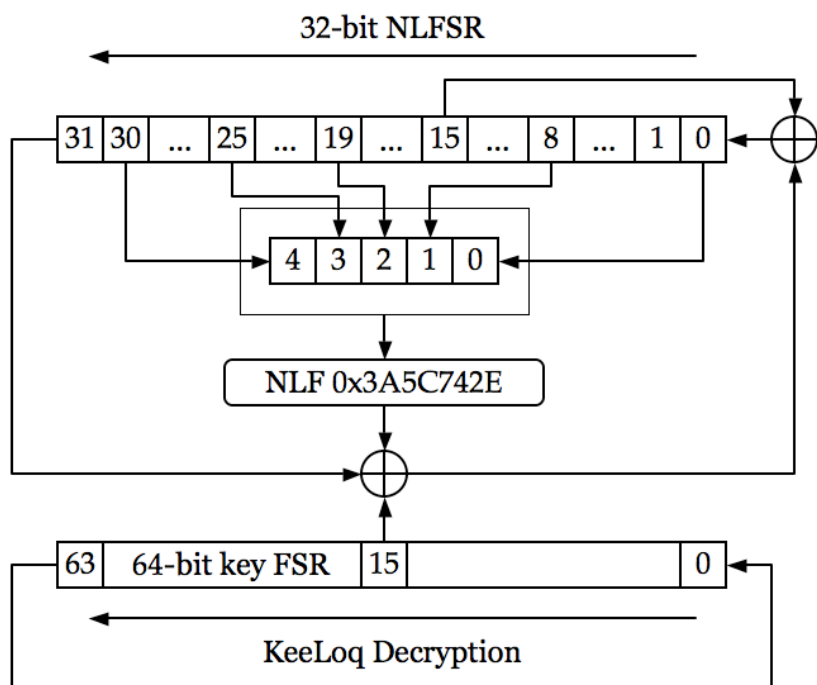 32-bit NLFSR
31 30 ... 25 ... 19 ... 15 ... 8 ... 1 0
4 3 2 1 0
NLF 0x3A5C742E
63 64-bit key FSR 15 0
KeeLoq Decryption